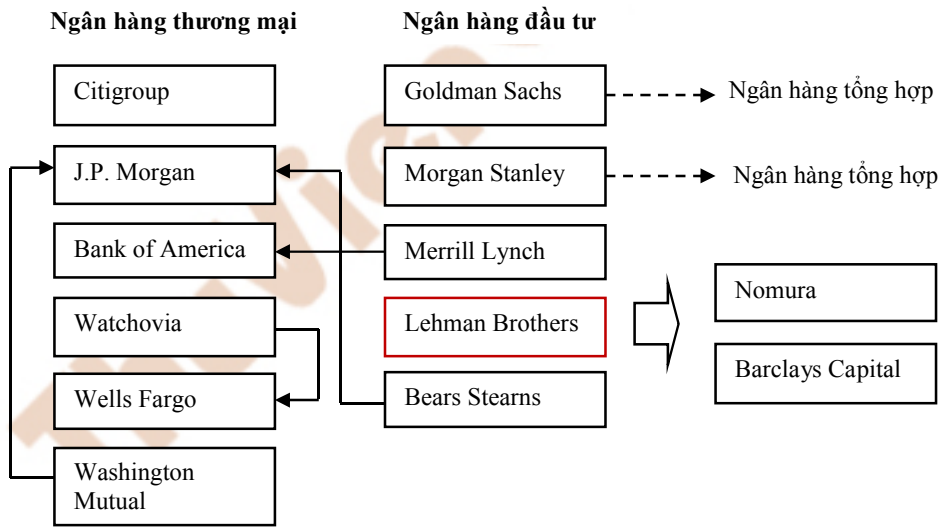 Ngân hàng thương mại
Ngân hàng đầu tư
Citigroup
Goldman Sachs
Ngân hàng tổng hợp
J.P. Morgan
Morgan Stanley
Ngân hàng tổng hợp
Bank of America
Merrill Lynch
Nomura
Watchovia
Lehman Brothers
Barclays Capital
Wells Fargo
Bears Stearns
Washington
Mutual